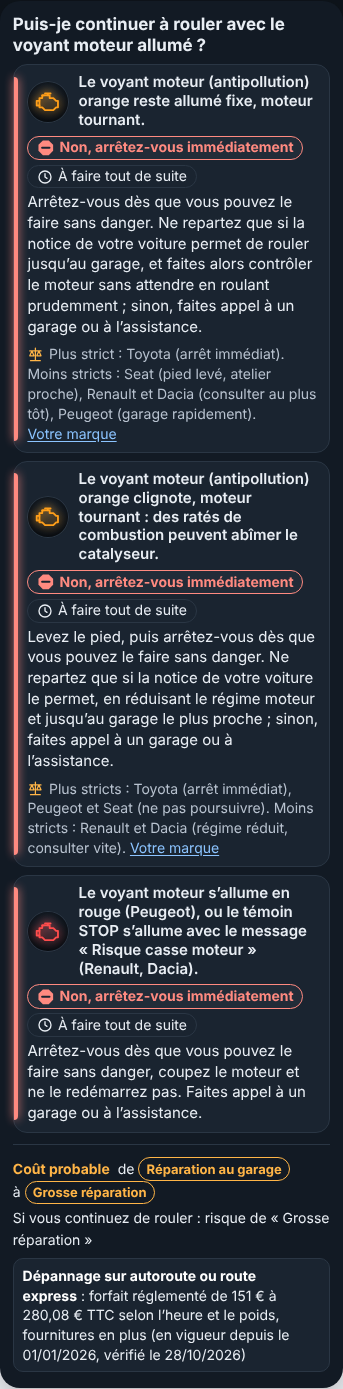 Puis-je continuer à rouler avec le
voyant moteur allumé ?
Le voyant moteur (antipollution)
orange reste allumé fixe, moteur
tournant.
Non, arrêtez-vous immédiatement
À faire tout de suite
Arrêtez-vous dès que vous pouvez le
faire sans danger. Ne repartez que si la
notice de votre voiture permet de rouler
jusqu’au garage, et faites alors contrôler
le moteur sans attendre en roulant
prudemment ; sinon, faites appel à un
garage ou à l’assistance.
Plus strict : Toyota (arrêt immédiat).
Moins stricts : Seat (pied levé, atelier
proche), Renault et Dacia (consulter au plus
tôt), Peugeot (garage rapidement).
Votre marque
Le voyant moteur (antipollution)
orange clignote, moteur
tournant : des ratés de
combustion peuvent abîmer le
catalyseur.
Non, arrêtez-vous immédiatement
À faire tout de suite
Levez le pied, puis arrêtez-vous dès que
vous pouvez le faire sans danger. Ne
repartez que si la notice de votre voiture
le permet, en réduisant le régime moteur
et jusqu’au garage le plus proche ; sinon,
faites appel à un garage ou à
l’assistance.
Plus stricts : Toyota (arrêt immédiat),
Peugeot et Seat (ne pas poursuivre). Moins
stricts : Renault et Dacia (régime réduit,
consulter vite). Votre marque
Le voyant moteur s’allume en
rouge (Peugeot), ou le témoin
STOP s’allume avec le message
« Risque casse moteur »
(Renault, Dacia).
Non, arrêtez-vous immédiatement
À faire tout de suite
Arrêtez-vous dès que vous pouvez le
faire sans danger, coupez le moteur et
ne le redémarrez pas. Faites appel à un
garage ou à l’assistance.
Coût probable de Réparation au garage
à Grosse réparation
Si vous continuez de rouler : risque de « Grosse
réparation »
Dépannage sur autoroute ou route
express : forfait réglementé de 151 € à
280,08 € TTC selon l’heure et le poids,
fournitures en plus (en vigueur depuis le
01/01/2026, vérifié le 28/10/2026)